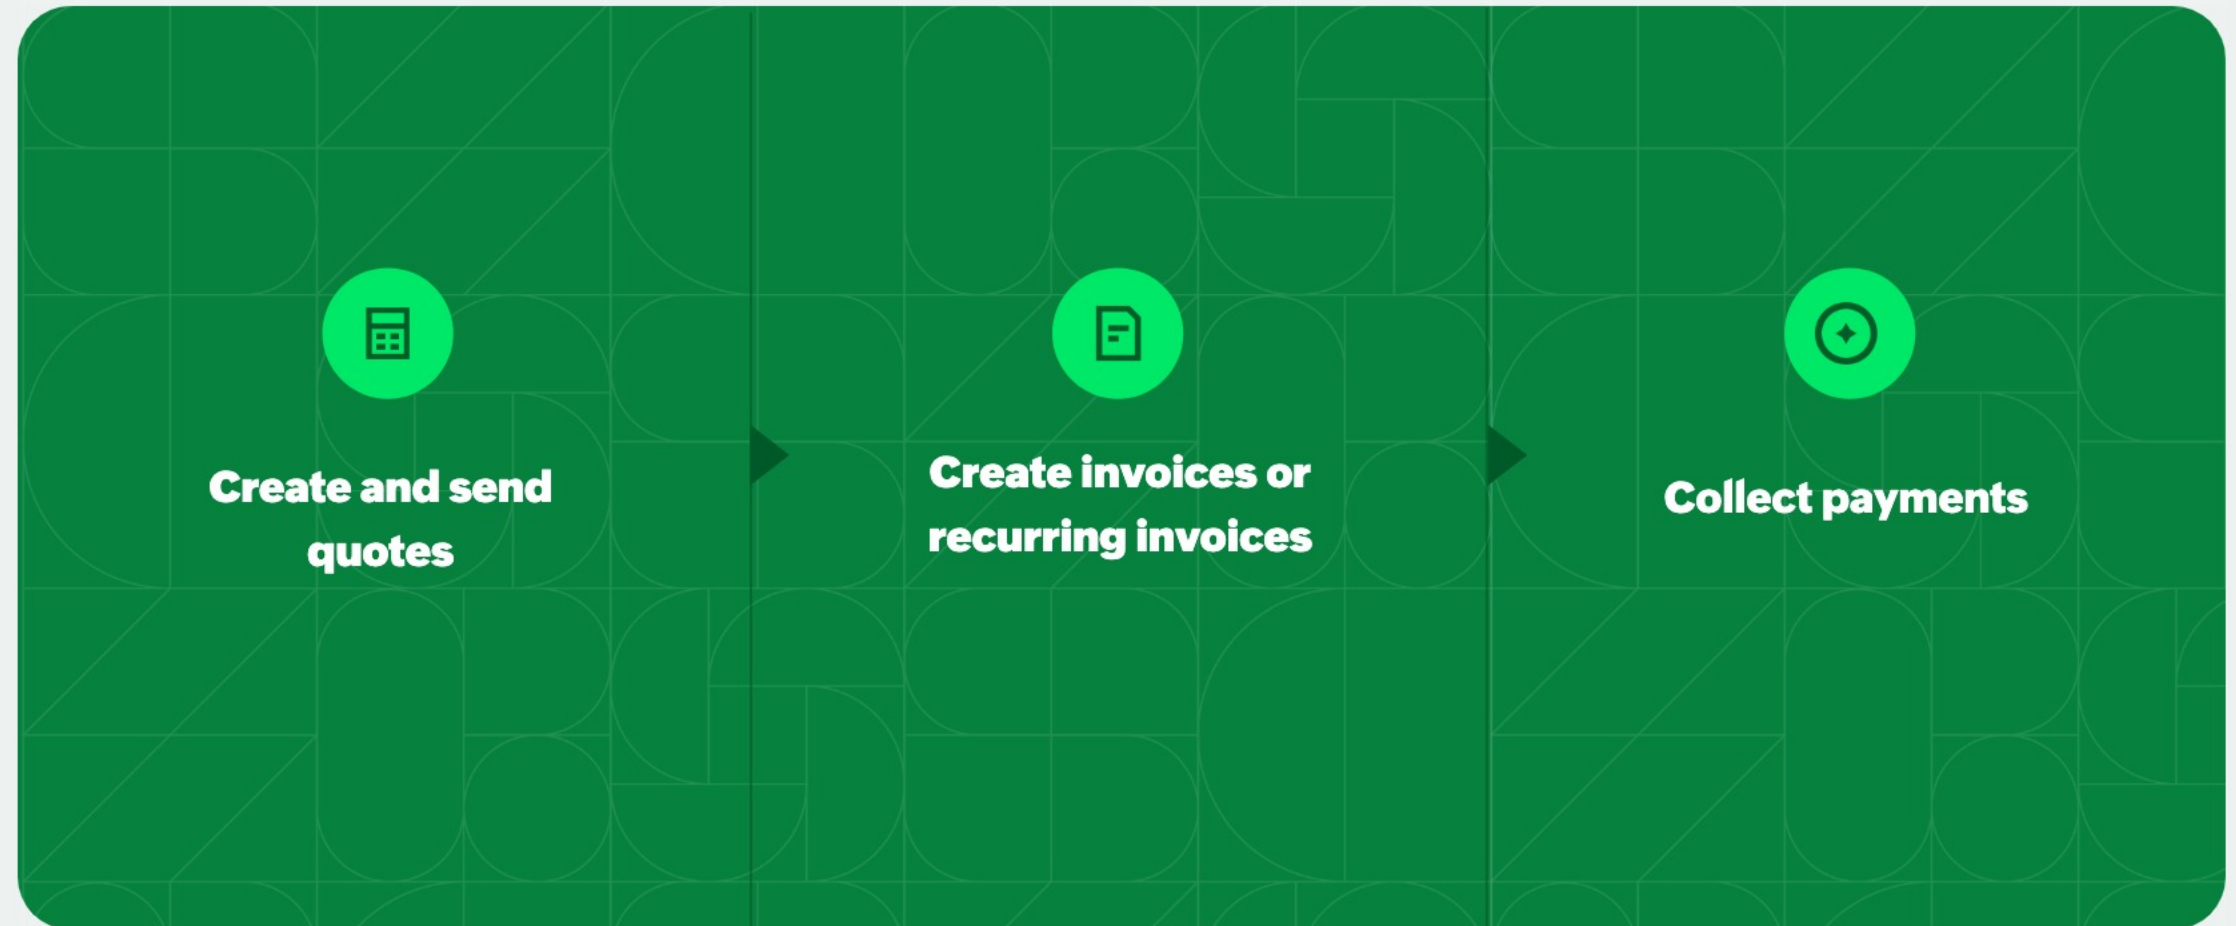 Create and send
quotes
Create invoices or
recurring invoices
Collect payments